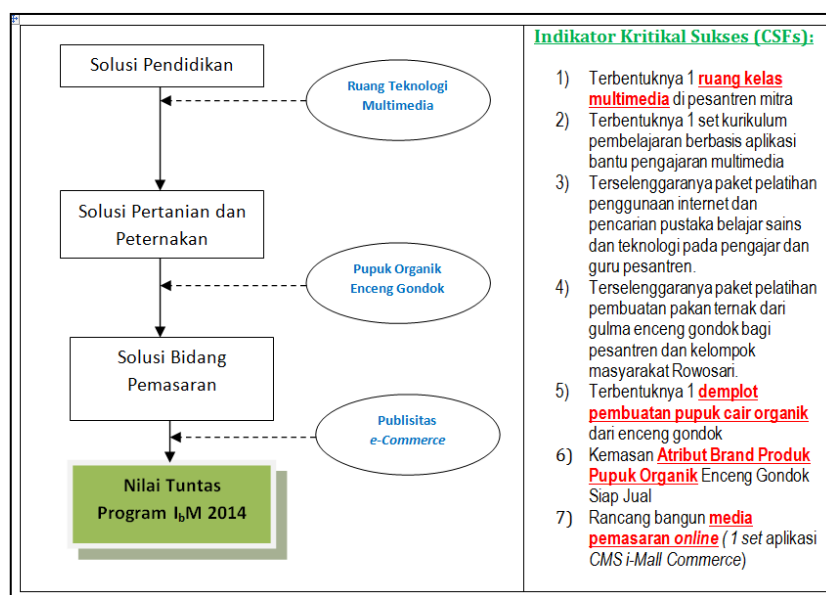 Solusi Pendidikan
Ruang Teknologi
Multimedia
Solusi Pertanian dan
Peternakan
Pupuk Organik
Enceng Gondok
Solusi Bidang
Pemasaran
Publisitas
e-Commerce
Nilai Tuntas
Program IbM 2014
Indikator Kritikal Sukses (CSFs):
1) Terbentuknya 1 ruang kelas
multimedia di pesantren mitra
2) Terbentuknya 1 set kurikulum
pembelajaran berbasis aplikasi
bantu pengajaran multimedia
3) Terselenggaranya paket pelatihan
penggunaan internet dan
pencarian pustaka belajar sains
dan teknologi pada pengajar dan
guru pesantren.
4) Terselenggaranya paket pelatihan
pembuatan pakan ternak dari
gulma enceng gondok bagi
pesantren dan kelompok
masyarakat Rowosari.
5) Terbentuknya 1 demplot
pembuatan pupuk cair organik
dari enceng gondok
6) Kemasan Atribut Brand Produk
Pupuk Organik Enceng Gondok
Siap Jual
7) Rancang bangun media
pemasaran online ( 1 set aplikasi
CMS i-Mall Commerce)